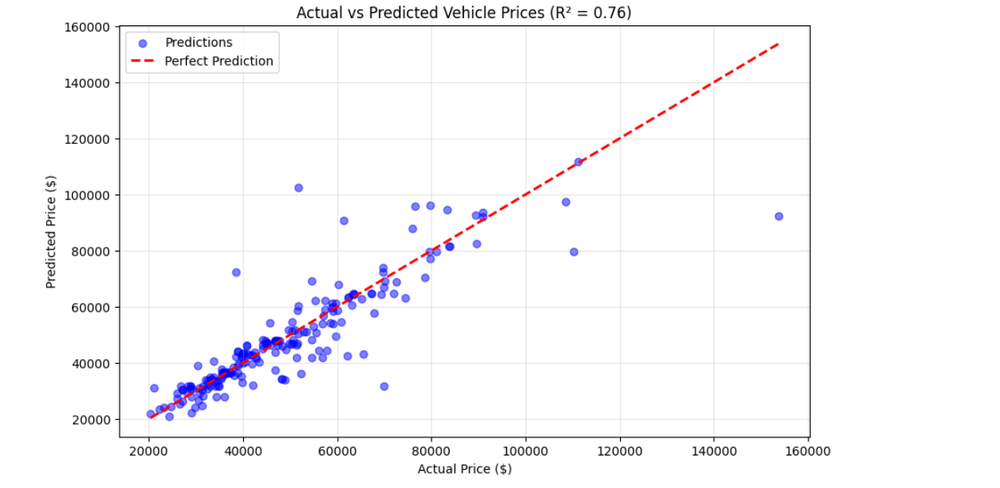 Actual vs Predicted Vehicle Prices (R² = 0.76)
Predictions
Perfect Prediction
160000
140000
120000
100000
80000
60000
40000
20000
Predicted Price ($)
20000 40000 60000 80000 100000 120000 140000 160000
Actual Price ($)